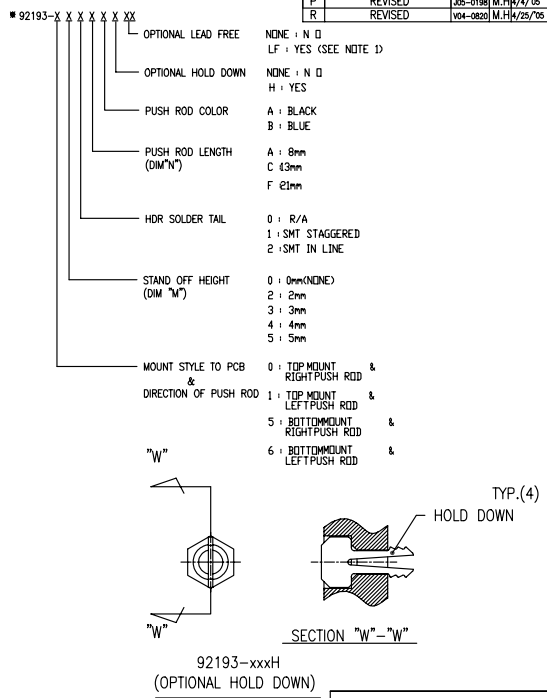 P REVISED J05-0198 M.H 4/4/'05
R REVISED V04-0820 M.H 4/25/'05
* 92193-X X X X X X XX
OPTIONAL LEAD FREE NONE : N O
LF : YES (SEE NOTE 1)
OPTIONAL HOLD DOWN NONE : N O
H : YES
PUSH ROD COLOR A : BLACK
B : BLUE
PUSH ROD LENGTH A : 8mm
(DIM"N") C :13mm
F :21mm
HDR SOLDER TAIL 0 : R/A
1 : SMT STAGGERED
2 : SMT IN LINE
STAND OFF HEIGHT 0 : 0mm(NONE)
(DIM "M") 2 : 2mm
3 : 3mm
4 : 4mm
5 : 5mm
MOUNT STYLE TO PCB 0 : TOP MOUNT &
& RIGHT PUSH ROD
DIRECTION OF PUSH ROD 1 : TOP MOUNT &
LEFT PUSH ROD
5 : BOTTOMMOUNT &
RIGHT PUSH ROD
6 : BOTTOMMOUNT &
LEFT PUSH ROD
"W"
TYP.(4)
HOLD DOWN
"W"
SECTION "W"-"W"
92193-xxxH
(OPTIONAL HOLD DOWN)